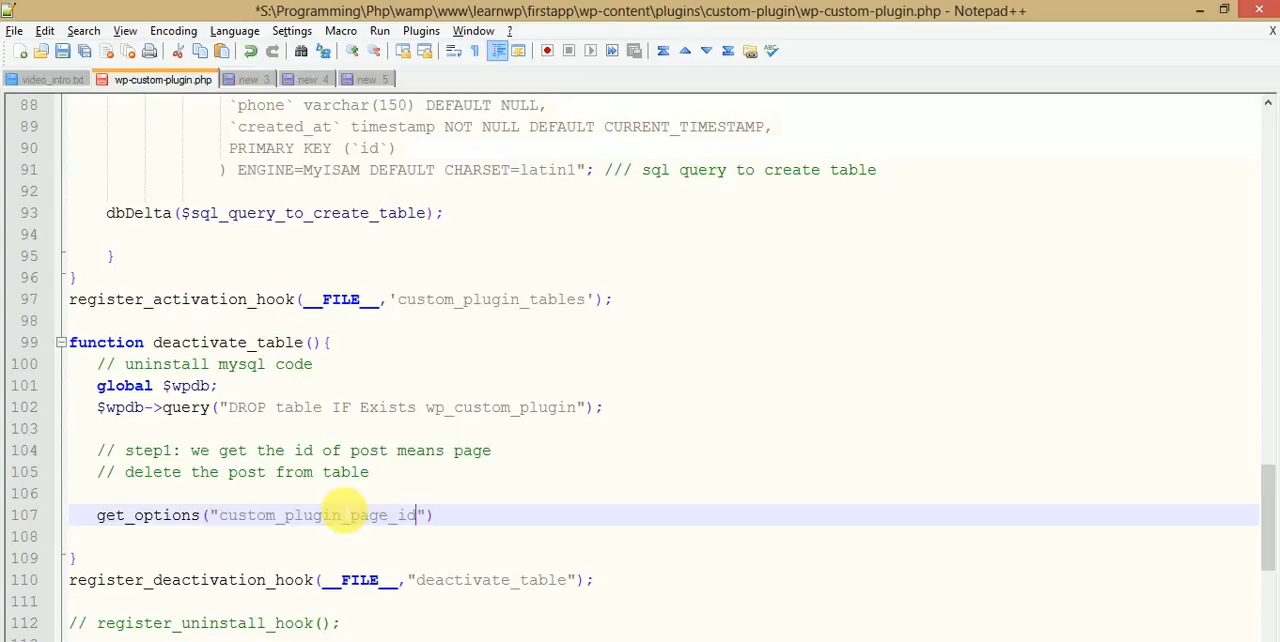 *S:\Programming\Php\wamp\www\learnwp\firstapp\wp-content\plugins\custom-plugin\wp-custom-plugin.php - Notepad++
File Edit Search View Encoding Language Settings Macro Run Plugins Window ? X
video_intro.txt wp-custom-plugin.php new 3 new 4 new 5
88 `phone` varchar(150) DEFAULT NULL,
89 `created_at` timestamp NOT NULL DEFAULT CURRENT_TIMESTAMP,
90 PRIMARY KEY (`id`)
91 ) ENGINE=MyISAM DEFAULT CHARSET=latin1"; /// sql query to create table
92
93 dbDelta($sql_query_to_create_table);
94
95 }
96 }
97 register_activation_hook(__FILE__,'custom_plugin_tables');
98
99 function deactivate_table(){
100 // uninstall mysql code
101 global $wpdb;
102 $wpdb->query("DROP table IF Exists wp_custom_plugin");
103
104 // step1: we get the id of post means page
105 // delete the post from table
106
107 get_options("custom_plugin_page_id")
108
109 }
110 register_deactivation_hook(__FILE__,"deactivate_table");
111
112 // register_uninstall_hook();